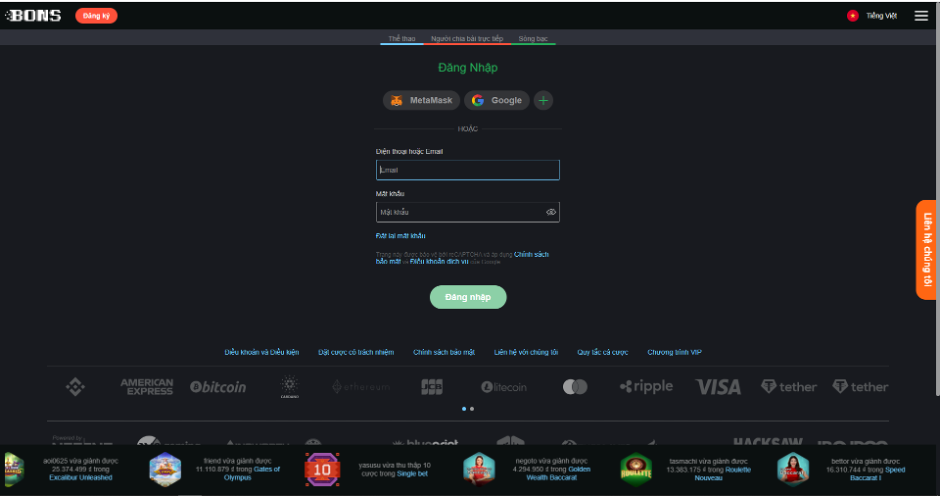 BONS
Đăng ký
Tiếng Việt
Thể thao
Người chia bài trực tiếp
Sòng bạc
Đăng Nhập
MetaMask
Google
HOẶC
Điện thoại hoặc Email
Email
Mật khẩu
Mật khẩu
Đặt lại mật khẩu
Trang này được bảo vệ bởi reCAPTCHA và áp dụng Chính sách
bảo mật và Điều khoản dịch vụ của Google.
Đăng nhập
Liên hệ chúng tôi
Điều khoản và Điều kiện
Đặt cược có trách nhiệm
Chính sách bảo mật
Liên hệ với chúng tôi
Quy tắc cá cược
Chương trình VIP
AMERICAN
EXPRESS
bitcoin
CARDANO
ethereum
JCB
litecoin
ripple
VISA
tether
tether
Powered by
blueprint
HACKSAW
aoi0625 vừa giành được
25.374.499 ₫ trong
Excalibur Unleashed
friend vừa giành được
11.110.879 ₫ trong Gates of
Olympus
10
yasusu vừa thu thập 10
cược trong Single bet
negoto vừa giành được
4.294.950 ₫ trong Golden
Wealth Baccarat
ROULETTE
tasmachi vừa giành được
13.383.175 ₫ trong Roulette
Nouveau
bettor vừa giành được
16.310.744 ₫ trong Speed
Baccarat I